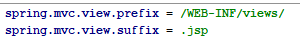 spring.mvc.view.prefix = /WEB-INF/views/
spring.mvc.view.suffix = .jsp